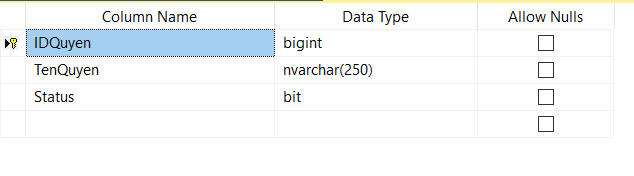 Column Name Data Type Allow Nulls
IDQuyen bigint
TenQuyen nvarchar(250)
Status bit